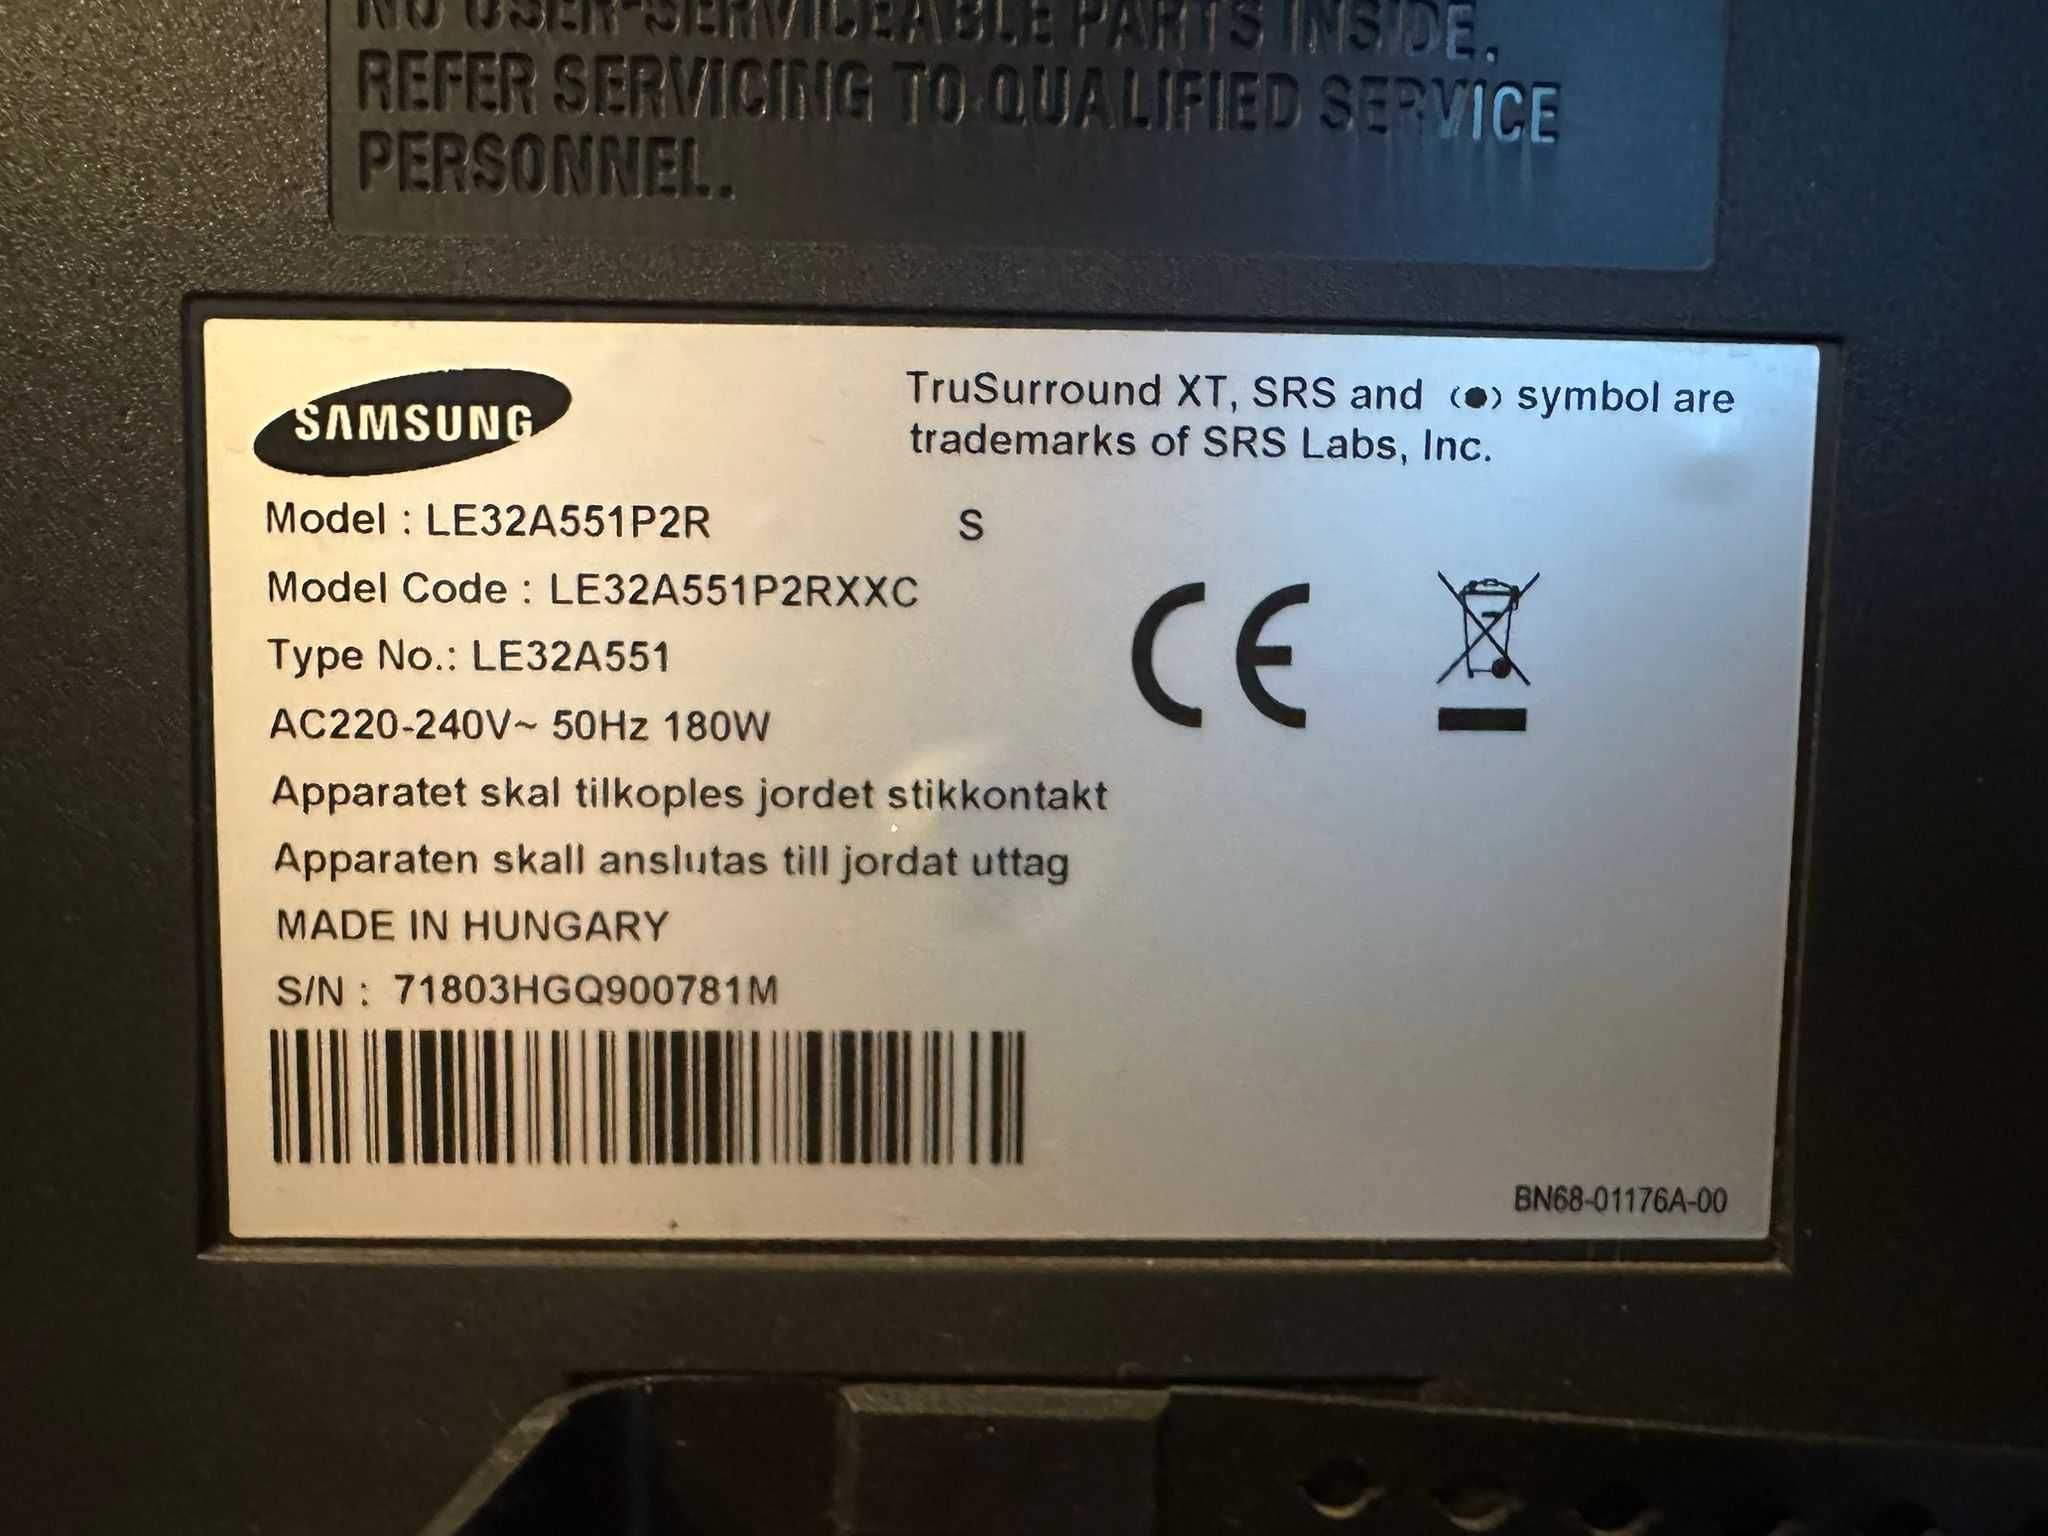 NO USER-SERVICEABLE PARTS INSIDE.
REFER SERVICING TO QUALIFIED SERVICE
PERSONNEL.
SAMSUNG
TruSurround XT, SRS and (●) symbol are
trademarks of SRS Labs, Inc.
Model : LE32A551P2R S
Model Code : LE32A551P2RXXC
Type No.: LE32A551
AC220-240V~ 50Hz 180W
CE
Apparatet skal tilkoples jordet stikkontakt
Apparaten skall anslutas till jordat uttag
MADE IN HUNGARY
S/N : 71803HGQ900781M
BN68-01176A-00